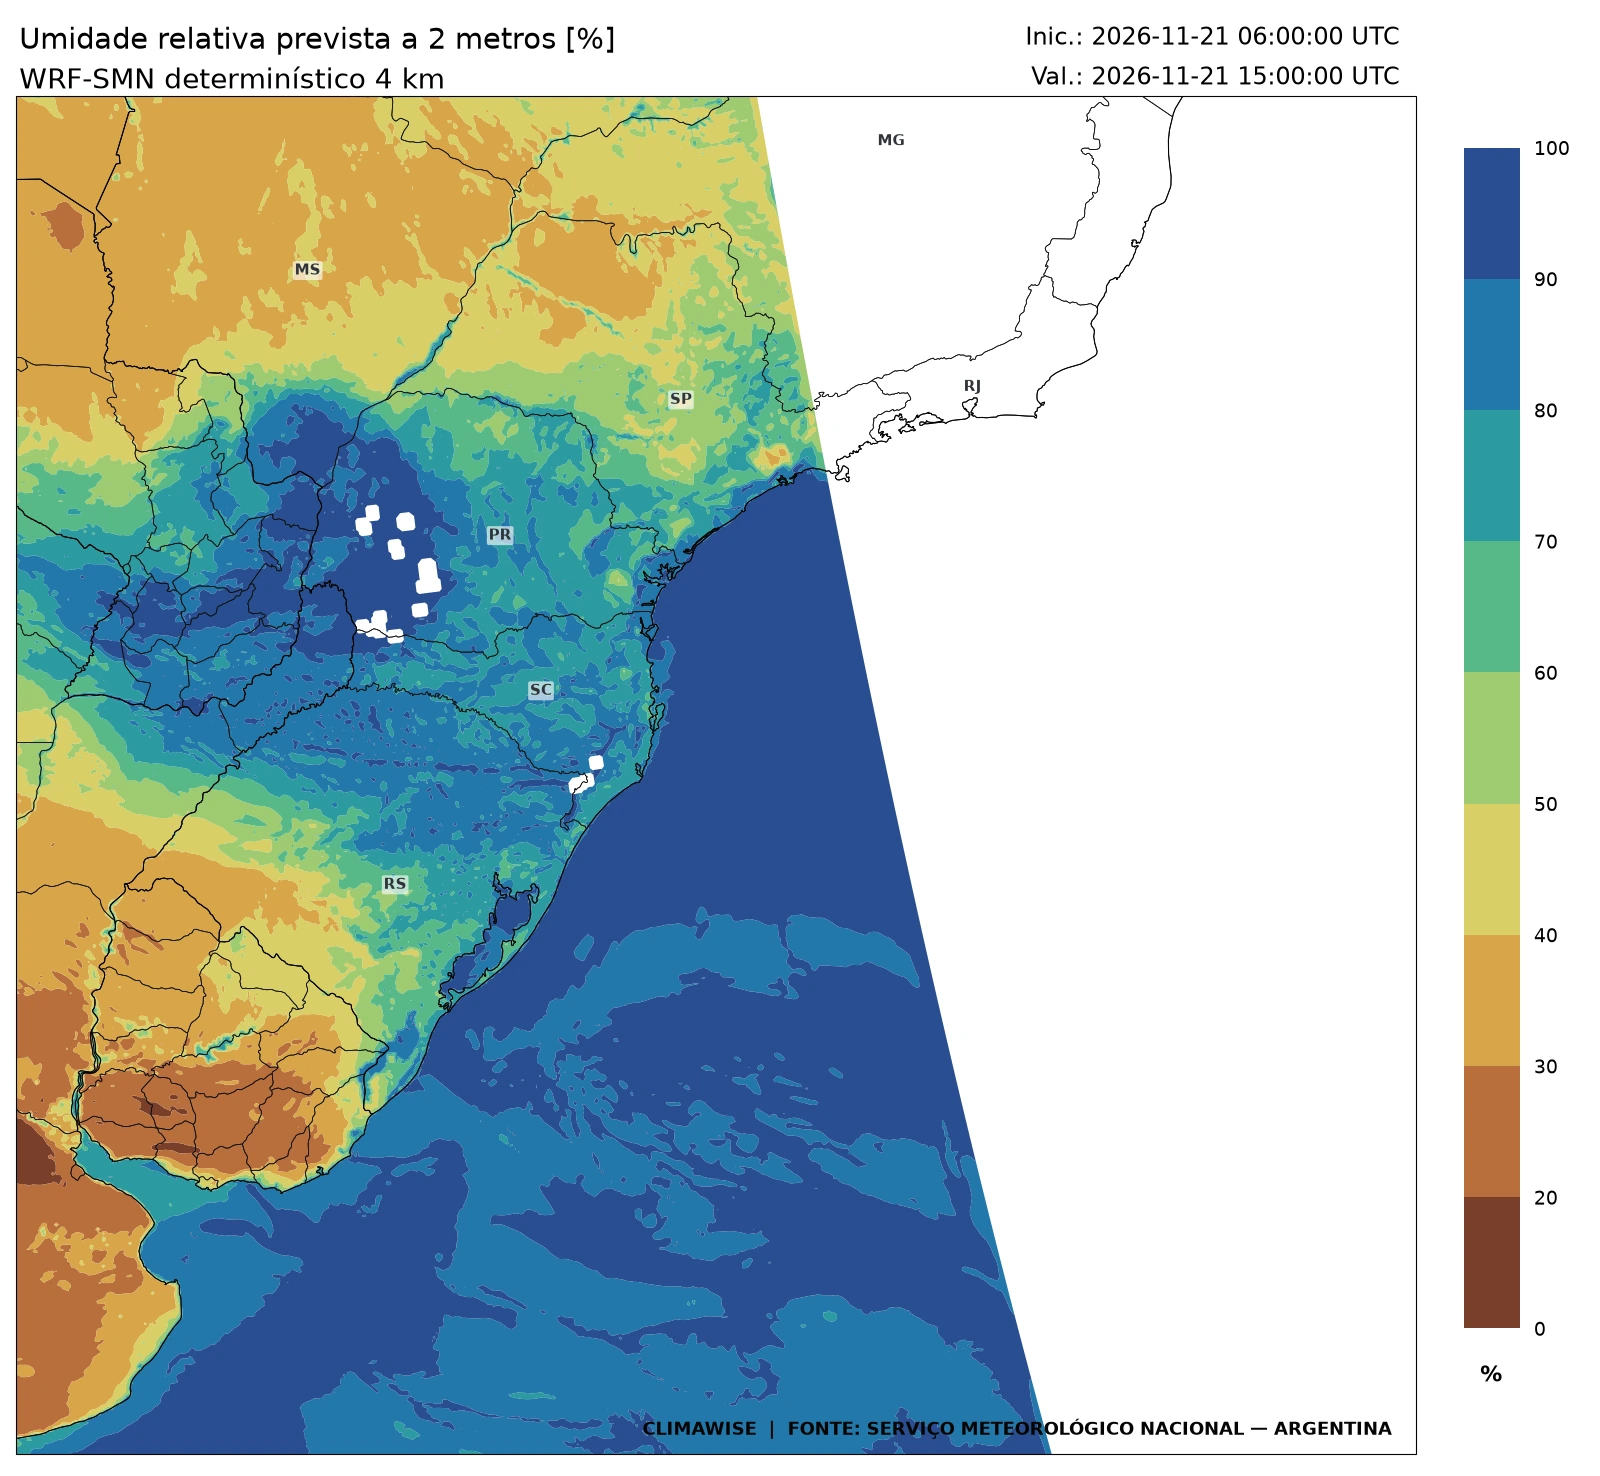 Umidade relativa prevista a 2 metros [%]
WRF-SMN determinístico 4 km
Inic.: 2026-11-21 06:00:00 UTC
Val.: 2026-11-21 15:00:00 UTC
MG
MS
RJ
SP
PR
SC
RS
100
90
80
70
60
50
40
30
20
0
%
CLIMAWISE | FONTE: SERVIÇO METEOROLÓGICO NACIONAL — ARGENTINA